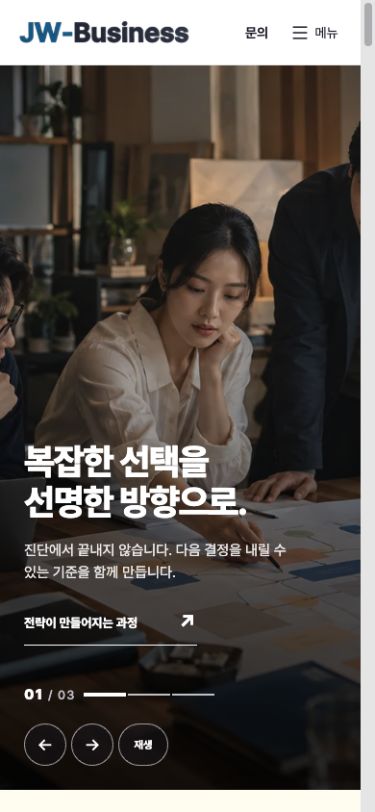 JW-Business
문의
메뉴
복잡한 선택을
선명한 방향으로.
진단에서 끝내지 않습니다. 다음 결정을 내릴 수
있는 기준을 함께 만듭니다.
전략이 만들어지는 과정
01 / 03
재생